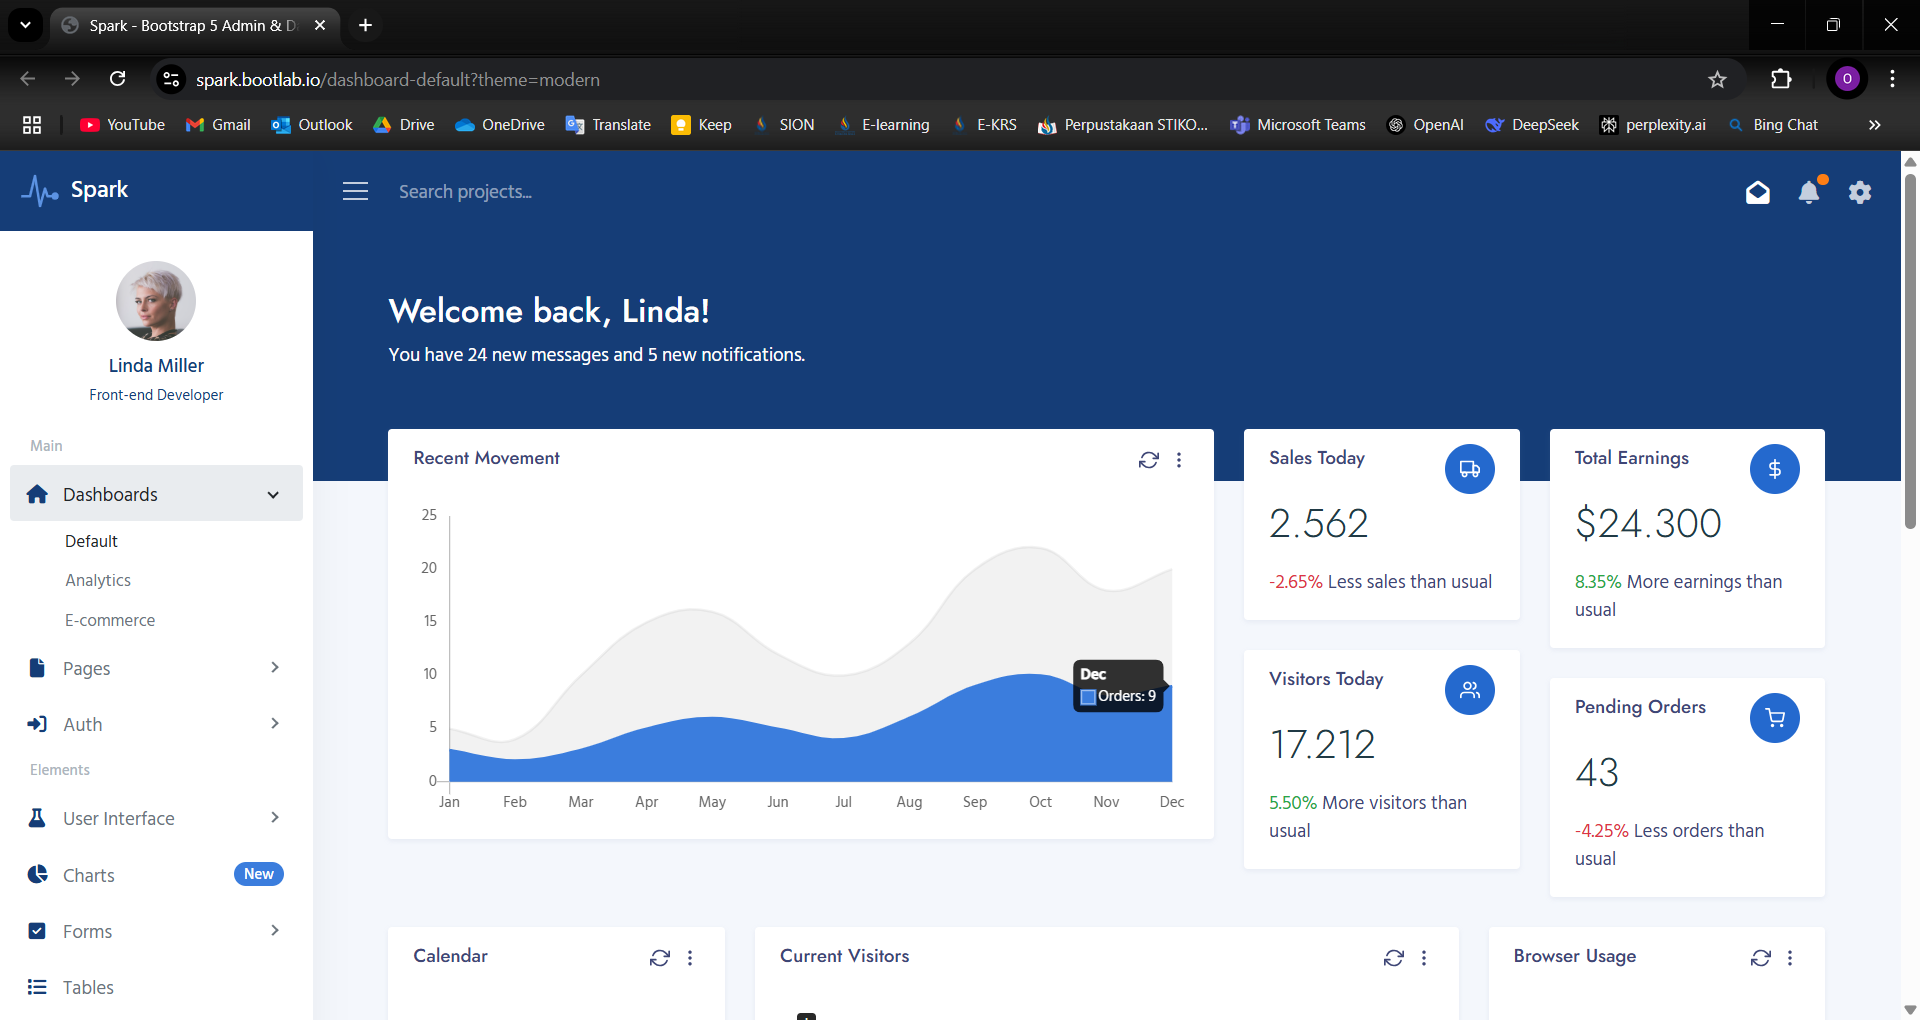 Spark - Bootstrap 5 Admin & D
spark.bootlab.io/dashboard-default?theme=modern
O
YouTube
Gmail
Outlook
Drive
OneDrive
Translate
Keep
SION
E-learning
E-KRS
Perpustakaan STIKO...
Microsoft Teams
OpenAI
DeepSeek
perplexity.ai
Bing Chat
Spark
Search projects...
Linda Miller
Front-end Developer
Main
Dashboards
Default
Analytics
E-commerce
Pages
Auth
Elements
User Interface
Charts
New
Forms
Tables
Welcome back, Linda!
You have 24 new messages and 5 new notifications.
Recent Movement
25
20
15
10
5
0
Jan
Feb
Mar
Apr
May
Jun
Jul
Aug
Sep
Oct
Nov
Dec
Dec
Orders: 9
Sales Today
2.562
-2.65% Less sales than usual
Total Earnings
$24.300
8.35% More earnings than
usual
Visitors Today
17.212
5.50% More visitors than
usual
Pending Orders
43
-4.25% Less orders than
usual
Calendar
Current Visitors
Browser Usage